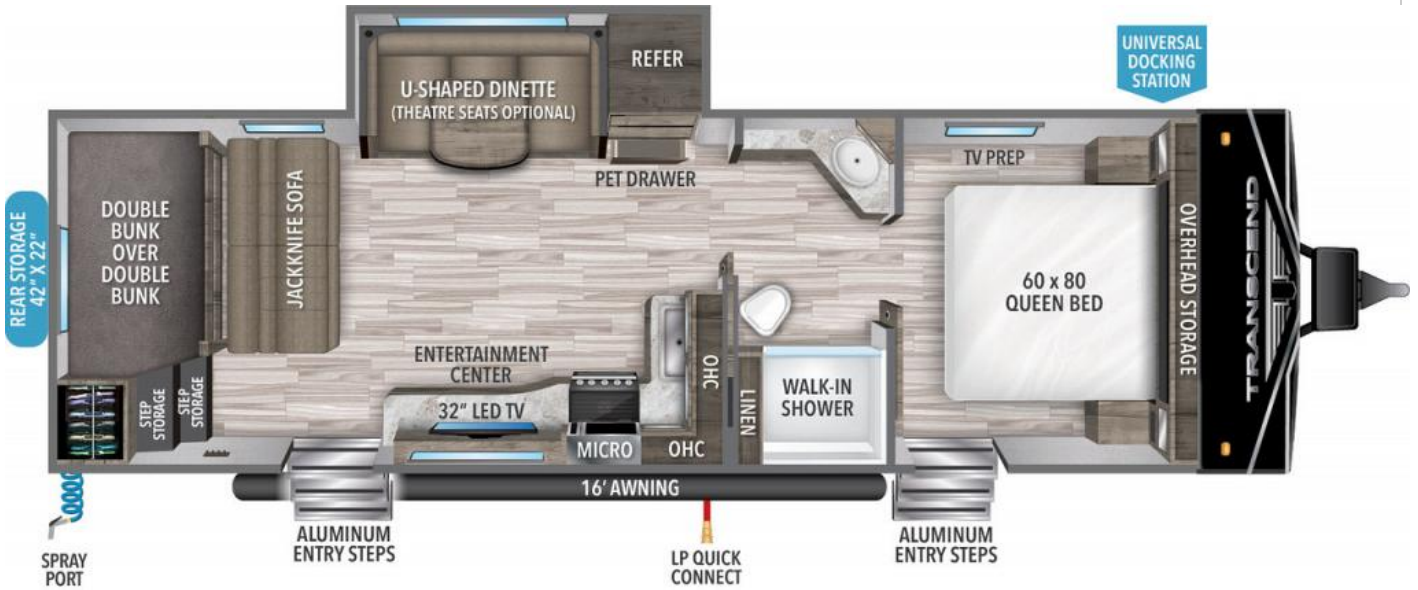 REAR STORAGE
42" X 22"
DOUBLE
BUNK
OVER
DOUBLE
BUNK
STEP
STORAGE
STEP
STORAGE
SPRAY
PORT
JACKKNIFE SOFA
U-SHAPED DINETTE
(THEATRE SEATS OPTIONAL)
REFER
PET DRAWER
ENTERTAINMENT
CENTER
32" LED TV
MICRO
OHC
OHC
LINEN
WALK-IN
SHOWER
16' AWNING
ALUMINUM
ENTRY STEPS
LP QUICK
CONNECT
ALUMINUM
ENTRY STEPS
TV PREP
60 x 80
QUEEN BED
OVERHEAD STORAGE
UNIVERSAL
DOCKING
STATION
TRANSCEND